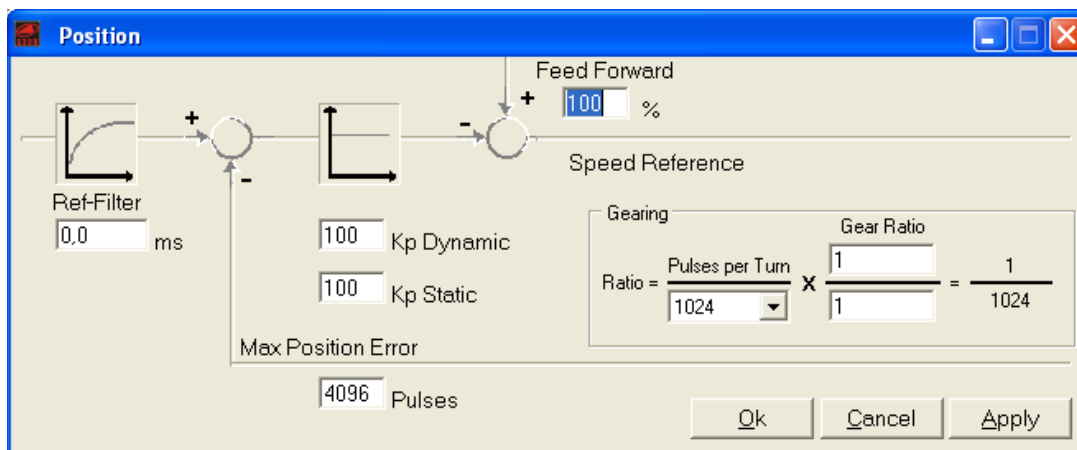 Position
Feed Forward
+
100 %
+
-
-
Speed Reference
Ref-Filter
0,0 ms
100 Kp Dynamic
100 Kp Static
Gearing
Gear Ratio
Ratio = Pulses per Turn 1024 X 1 1 = 1 1024
Max Position Error
4096 Pulses
Ok Cancel Apply